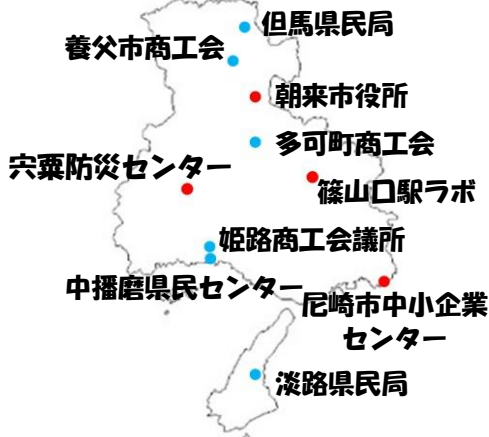 但馬県民局
養父市商工会
朝来市役所
多可町商工会
宍粟防災センター
篠山口駅ラボ
姫路商工会議所
中播磨県民センター
尼崎市中小企業
センター
淡路県民局